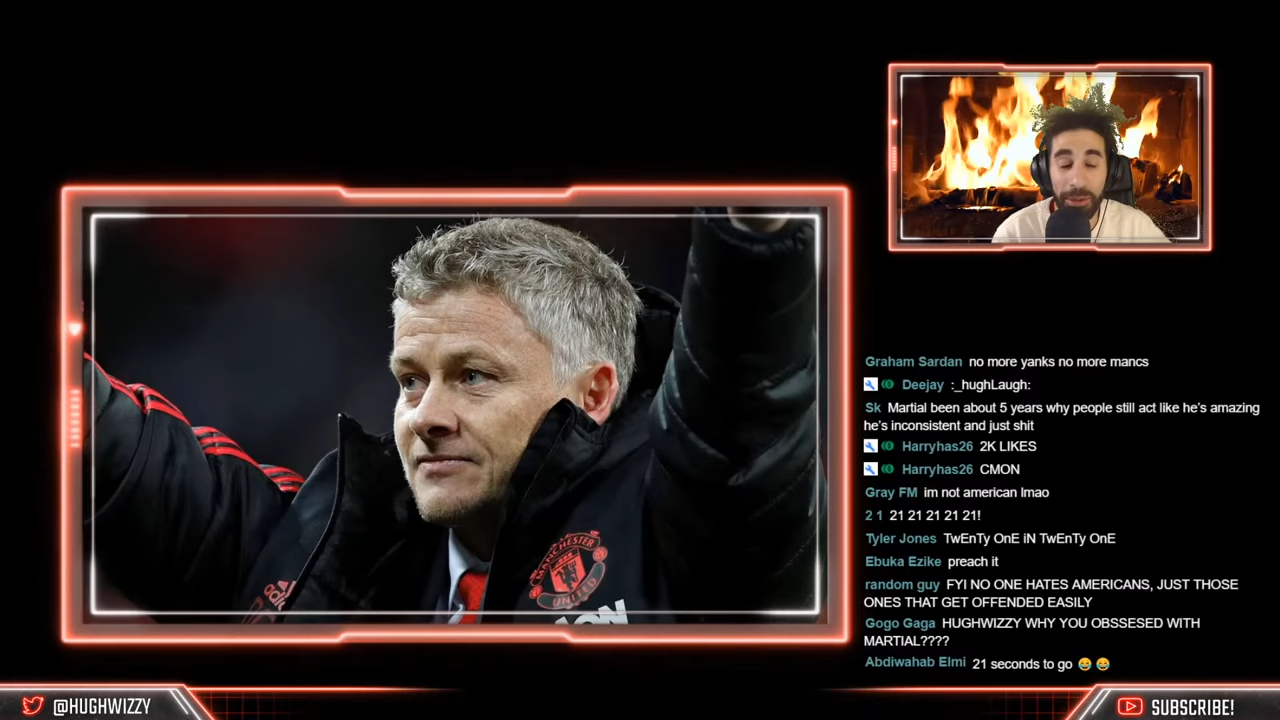 Graham Sardan no more yanks no more mancs
Deejay :_hughLaugh:
Sk Martial been about 5 years why people still act like he's amazing
he's inconsistent and just shit
Harryhas26 2K LIKES
Harryhas26 CMON
Gray FM im not american lmao
2 1 21 21 21 21 21!
Tyler Jones TwEnTy OnE iN TwEnTy OnE
Ebuka Ezike preach it
random guy FYI NO ONE HATES AMERICANS, JUST THOSE
ONES THAT GET OFFENDED EASILY
Gogo Gaga HUGHWIZZY WHY YOU OBSSESED WITH
MARTIAL????
Abdiwahab Elmi 21 seconds to go 😂 😂
MANCHESTER
UNITED
adidas
@HUGHWIZZY
SUBSCRIBE!